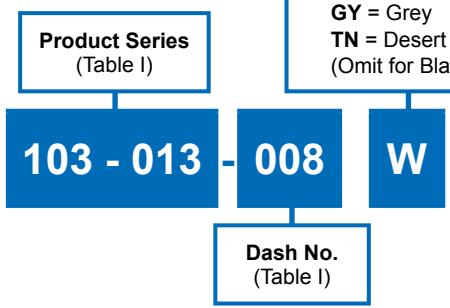 GY = Grey
TN = Desert
(Omit for Bla
Product Series
(Table I)
103 - 013 - 008 W
Dash No.
(Table I)